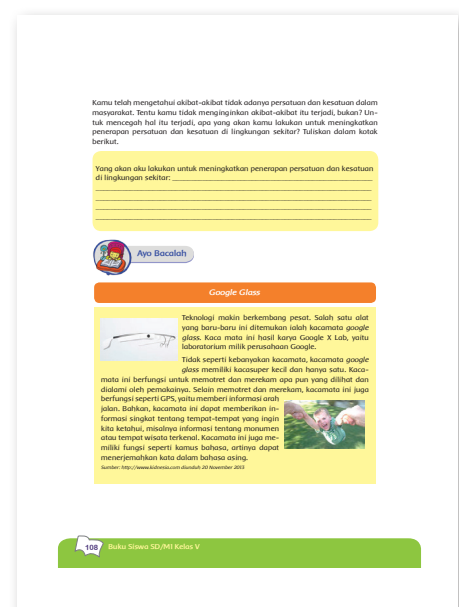 Kamu telah mengetahui akibat-akibat tidak adanya persatuan dan kesatuan dalam
masyarakat. Tentu kamu tidak menginginkan akibat-akibat itu terjadi, bukan? Un-
tuk mencegah hal itu terjadi, apa yang akan kamu lakukan untuk meningkatkan
penerapan persatuan dan kesatuan di lingkungan sekitar? Tuliskan dalam kotak
berikut.
Yang akan aku lakukan untuk meningkatkan penerapan persatuan dan kesatuan
di lingkungan sekitar:
Ayo Bacalah
Google Glass
Teknologi makin berkembang pesat. Salah satu alat
yang baru-baru ini ditemukan ialah kacamata google
glass. Kaca mata ini hasil karya Google X Lab, yaitu
laboratorium milik perusahaan Google.
Tidak seperti kebanyakan kacamata, kacamata google
glass memiliki kacasuper kecil dan hanya satu. Kaca-
mata ini berfungsi untuk memotret dan merekam apa pun yang dilihat dan
dialami oleh pemakainya. Selain memotret dan merekam, kacamata ini juga
berfungsi seperti GPS, yaitu memberi informasi arah
jalan. Bahkan, kacamata ini dapat memberikan in-
formasi singkat tentang tempat-tempat yang ingin
kita ketahui, misalnya informasi tentang monumen
atau tempat wisata terkenal. Kacamata ini juga me-
miliki fungsi seperti kamus bahasa, artinya dapat
menerjemahkan kata dalam bahasa asing.
Sumber: http://www.kidnesia.com diunduh 20 November 2013
108 Buku Siswa SD/MI Kelas V